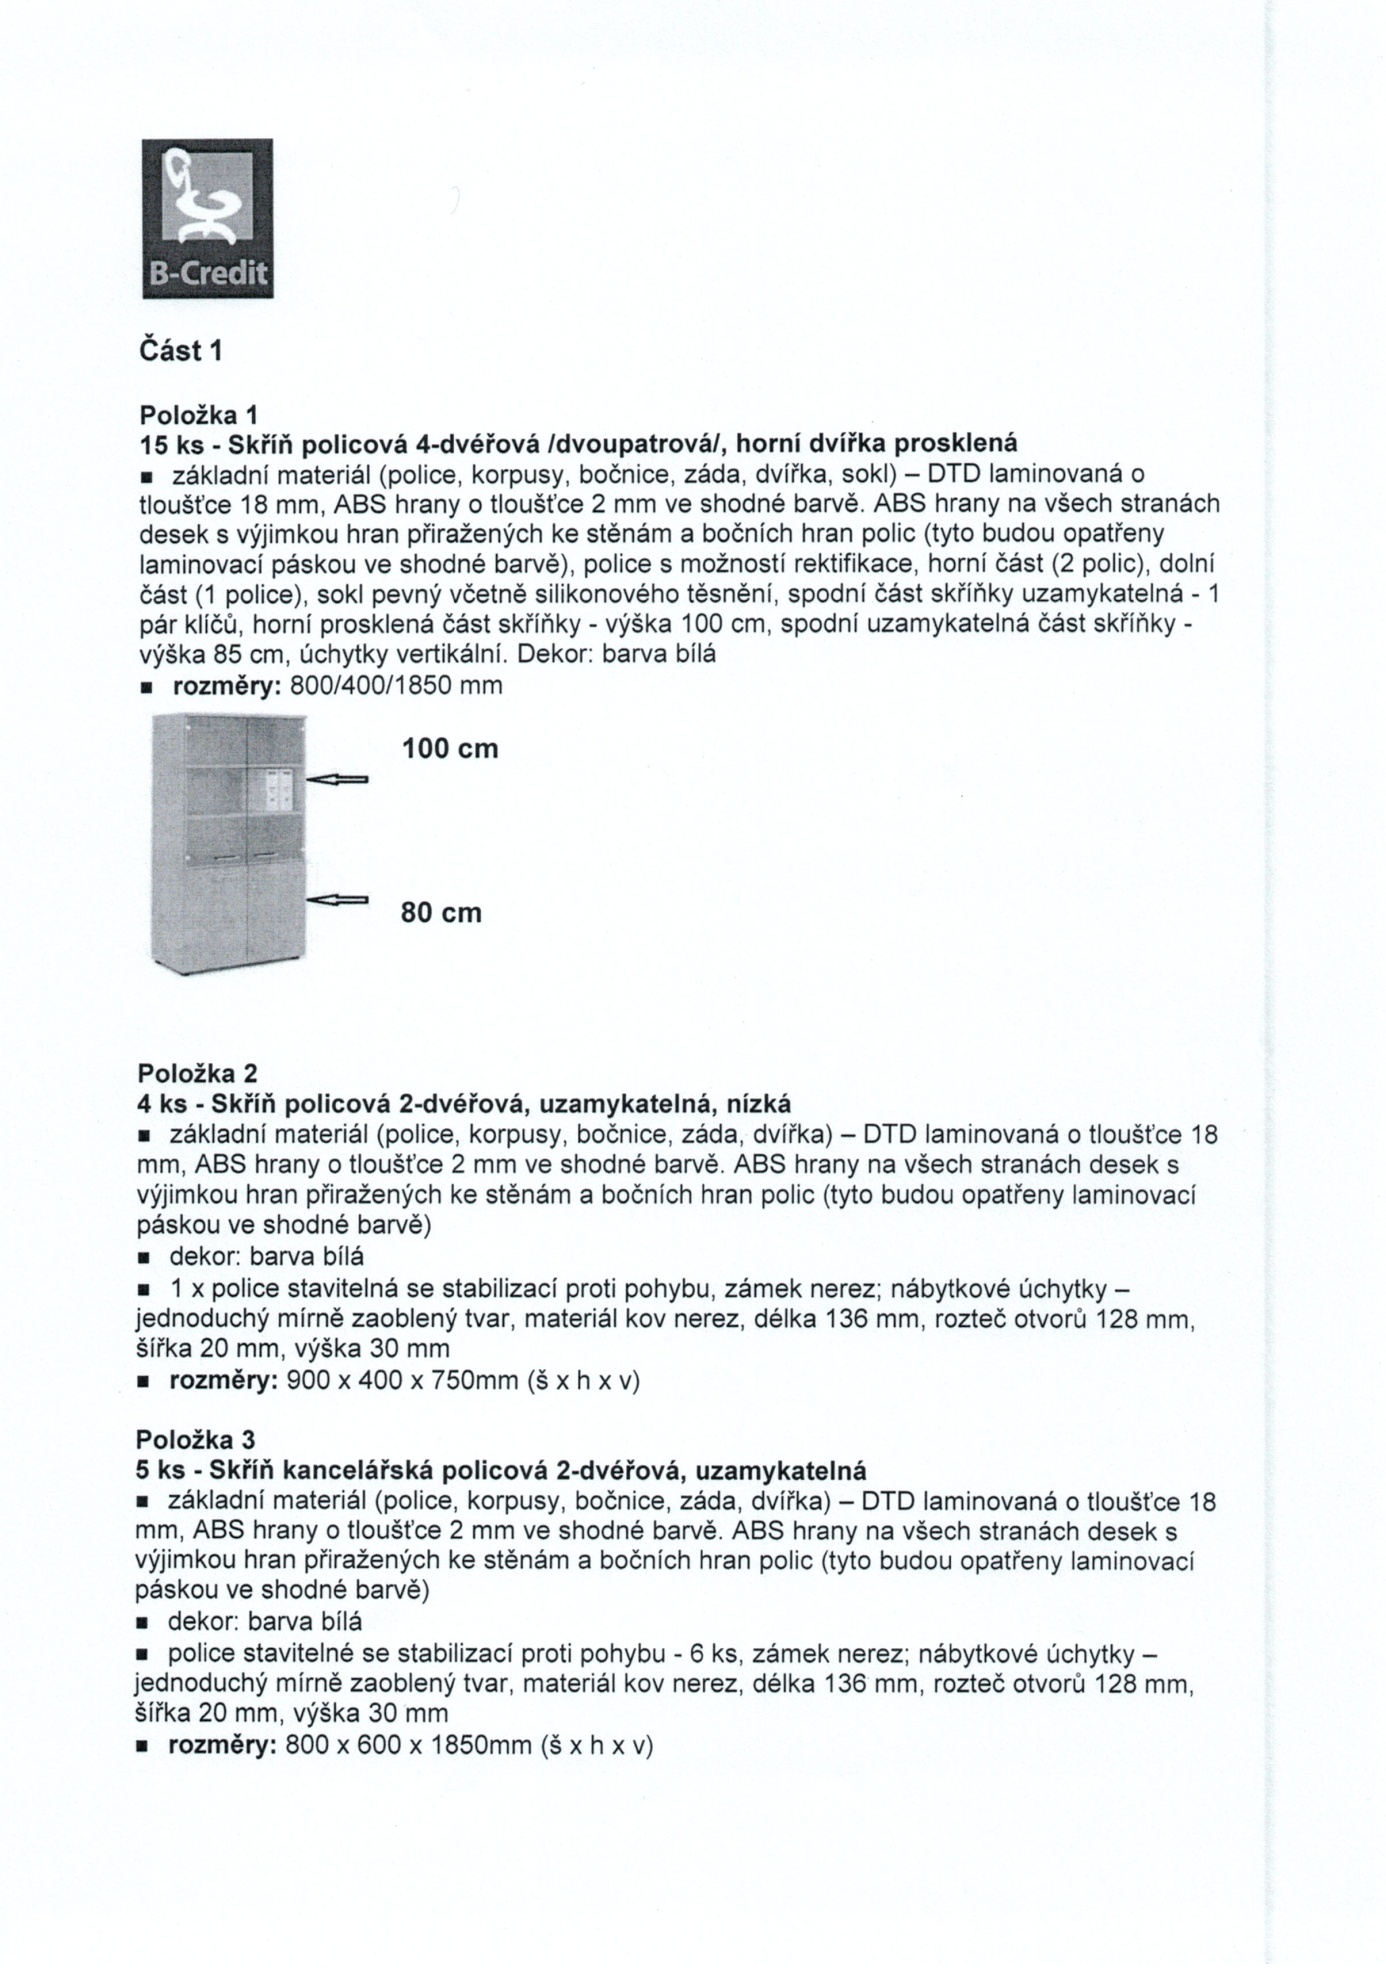 B-Credit
Část 1
Položka 1
15 ks - Skříň policová 4-dvéřová /dvoupatrová/, horní dvířka prosklená
▪ základní materiál (police, korpusy, bočnice, záda, dvířka, sokl) – DTD laminovaná o
tloušťce 18 mm, ABS hrany o tloušťce 2 mm ve shodné barvě. ABS hrany na všech stranách
desek s výjimkou hran přiražených ke stěnám a bočních hran polic (tyto budou opatřeny
laminovací páskou ve shodné barvě), police s možností rektifikace, horní část (2 polic), dolní
část (1 police), sokl pevný včetně silikonového těsnění, spodní část skříňky uzamykatelná - 1
pár klíčů, horní prosklená část skříňky - výška 100 cm, spodní uzamykatelná část skříňky -
výška 85 cm, úchytky vertikální. Dekor: barva bílá
▪ rozměry: 800/400/1850 mm
100 cm
80 cm
Položka 2
4 ks - Skříň policová 2-dvéřová, uzamykatelná, nízká
▪ základní materiál (police, korpusy, bočnice, záda, dvířka) – DTD laminovaná o tloušťce 18
mm, ABS hrany o tloušťce 2 mm ve shodné barvě. ABS hrany na všech stranách desek s
výjimkou hran přiražených ke stěnám a bočních hran polic (tyto budou opatřeny laminovací
páskou ve shodné barvě)
▪ dekor: barva bílá
▪ 1 x police stavitelná se stabilizací proti pohybu, zámek nerez; nábytkové úchytky –
jednoduchý mírně zaoblený tvar, materiál kov nerez, délka 136 mm, rozteč otvorů 128 mm,
šířka 20 mm, výška 30 mm
▪ rozměry: 900 x 400 x 750mm (š x h x v)
Položka 3
5 ks - Skříň kancelářská policová 2-dvéřová, uzamykatelná
▪ základní materiál (police, korpusy, bočnice, záda, dvířka) – DTD laminovaná o tloušťce 18
mm, ABS hrany o tloušťce 2 mm ve shodné barvě. ABS hrany na všech stranách desek s
výjimkou hran přiražených ke stěnám a bočních hran polic (tyto budou opatřeny laminovací
páskou ve shodné barvě)
▪ dekor: barva bílá
▪ police stavitelné se stabilizací proti pohybu - 6 ks, zámek nerez; nábytkové úchytky –
jednoduchý mírně zaoblený tvar, materiál kov nerez, délka 136 mm, rozteč otvorů 128 mm,
šířka 20 mm, výška 30 mm
▪ rozměry: 800 x 600 x 1850mm (š x h x v)